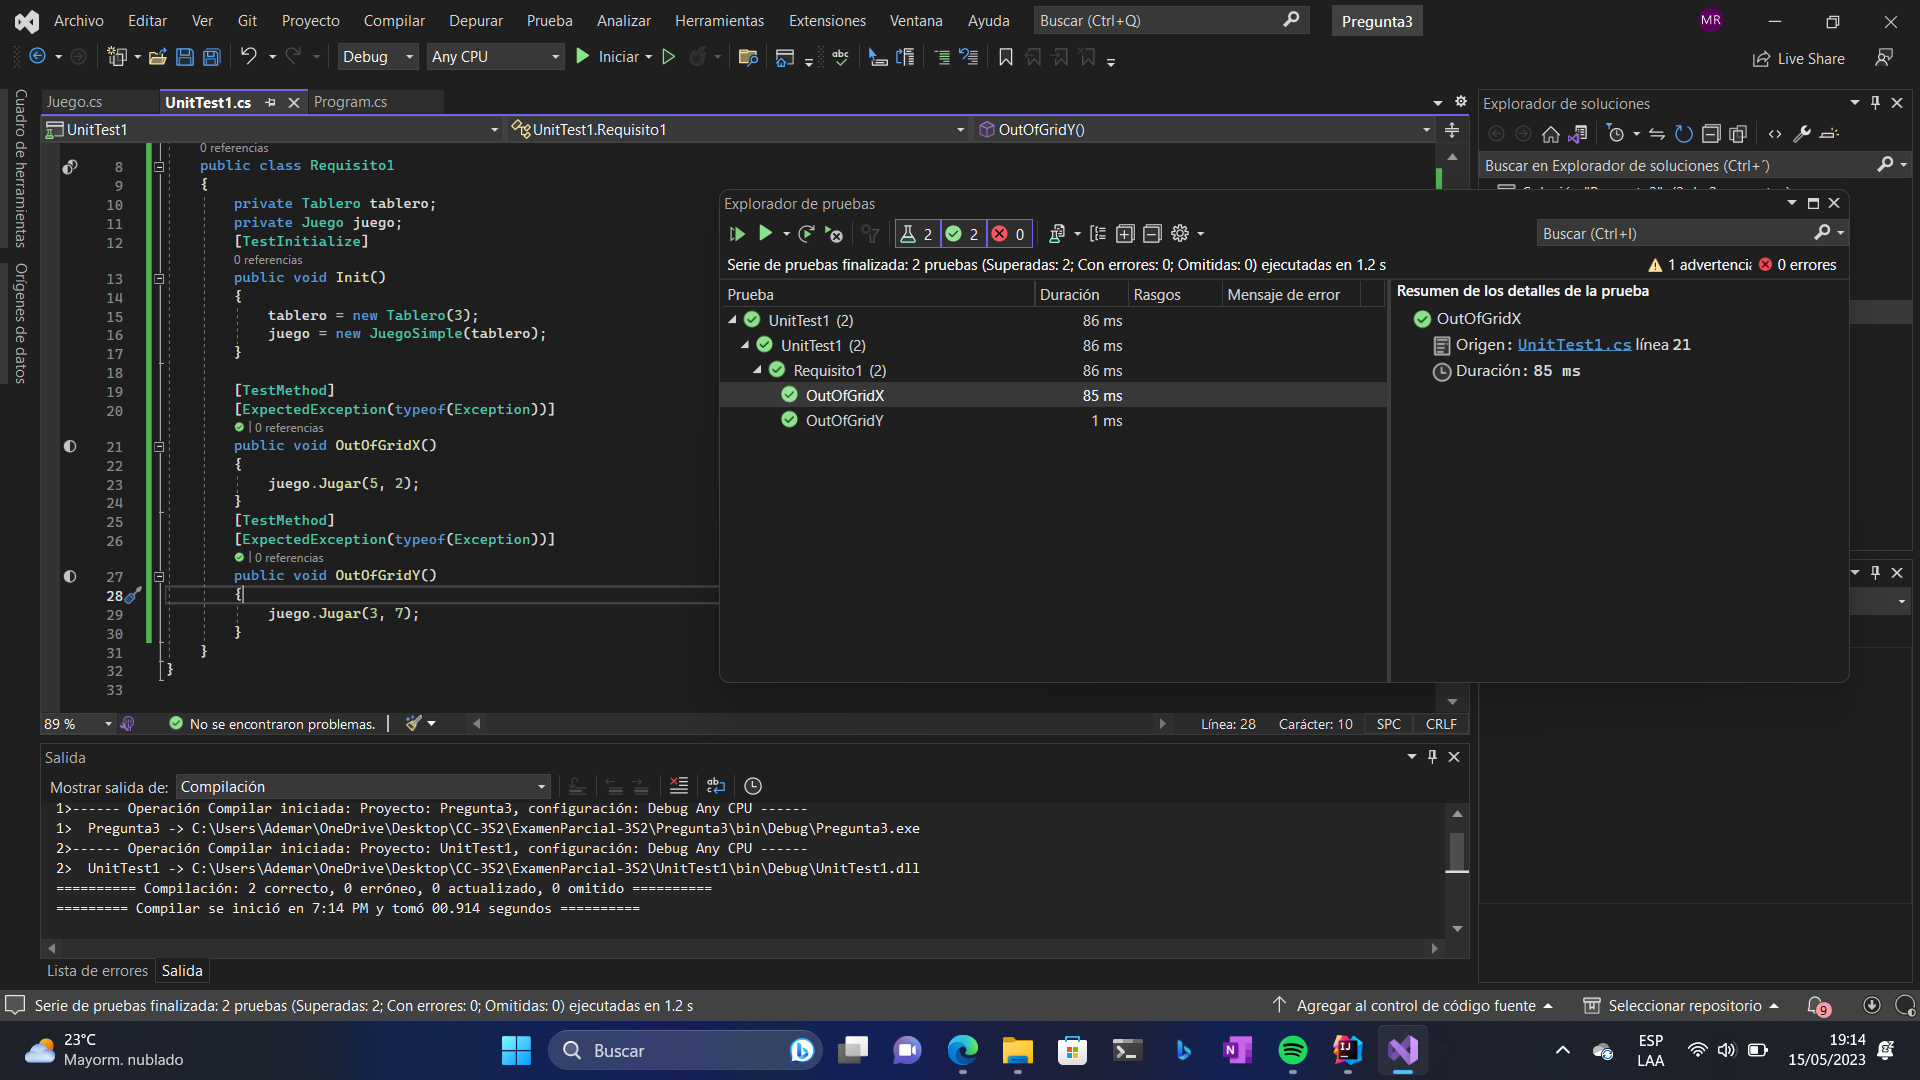 Archivo Editar Ver Git Proyecto Compilar Depurar Prueba Analizar Herramientas Extensiones Ventana Ayuda Buscar (Ctrl+Q) Pregunta3 MR
Debug Any CPU Iniciar abc Live Share
Cuadro de herramientas
Orígenes de datos
Juego.cs UnitTest1.cs Program.cs
UnitTest1 UnitTest1.Requisito1 OutOfGridY()
0 referencias
8 public class Requisito1
9 {
10 private Tablero tablero;
11 private Juego juego;
12 [TestInitialize]
0 referencias
13 public void Init()
14 {
15 tablero = new Tablero(3);
16 juego = new JuegoSimple(tablero);
17 }
18
19 [TestMethod]
20 [ExpectedException(typeof(Exception))]
| 0 referencias
21 public void OutOfGridX()
22 {
23 juego.Jugar(5, 2);
24 }
25 [TestMethod]
26 [ExpectedException(typeof(Exception))]
| 0 referencias
27 public void OutOfGridY()
28 {
29 juego.Jugar(3, 7);
30 }
31 }
32 }
33
89 % No se encontraron problemas. Línea: 28 Carácter: 10 SPC CRLF
Explorador de pruebas
2 2 0 Buscar (Ctrl+I)
Serie de pruebas finalizada: 2 pruebas (Superadas: 2; Con errores: 0; Omitidas: 0) ejecutadas en 1.2 s 1 advertencia 0 errores
Prueba Duración Rasgos Mensaje de error
UnitTest1 (2) 86 ms
UnitTest1 (2) 86 ms
Requisito1 (2) 86 ms
OutOfGridX 85 ms
OutOfGridY 1 ms
Resumen de los detalles de la prueba
OutOfGridX
Origen: UnitTest1.cs línea 21
Duración: 85 ms
Explorador de soluciones
Buscar en Explorador de soluciones (Ctrl+´)
Salida
Mostrar salida de: Compilación
1>------ Operación Compilar iniciada: Proyecto: Pregunta3, configuración: Debug Any CPU ------
1> Pregunta3 -> C:\Users\Ademar\OneDrive\Desktop\CC-3S2\ExamenParcial-3S2\Pregunta3\bin\Debug\Pregunta3.exe
2>------ Operación Compilar iniciada: Proyecto: UnitTest1, configuración: Debug Any CPU ------
2> UnitTest1 -> C:\Users\Ademar\OneDrive\Desktop\CC-3S2\ExamenParcial-3S2\UnitTest1\bin\Debug\UnitTest1.dll
========== Compilación: 2 correcto, 0 erróneo, 0 actualizado, 0 omitido ==========
========= Compilar se inició en 7:14 PM y tomó 00.914 segundos ==========
Lista de errores Salida
Serie de pruebas finalizada: 2 pruebas (Superadas: 2; Con errores: 0; Omitidas: 0) ejecutadas en 1.2 s Agregar al control de código fuente Seleccionar repositorio 9
23°C
Mayorm. nublado
Buscar
ESP
LAA
19:14
15/05/2023